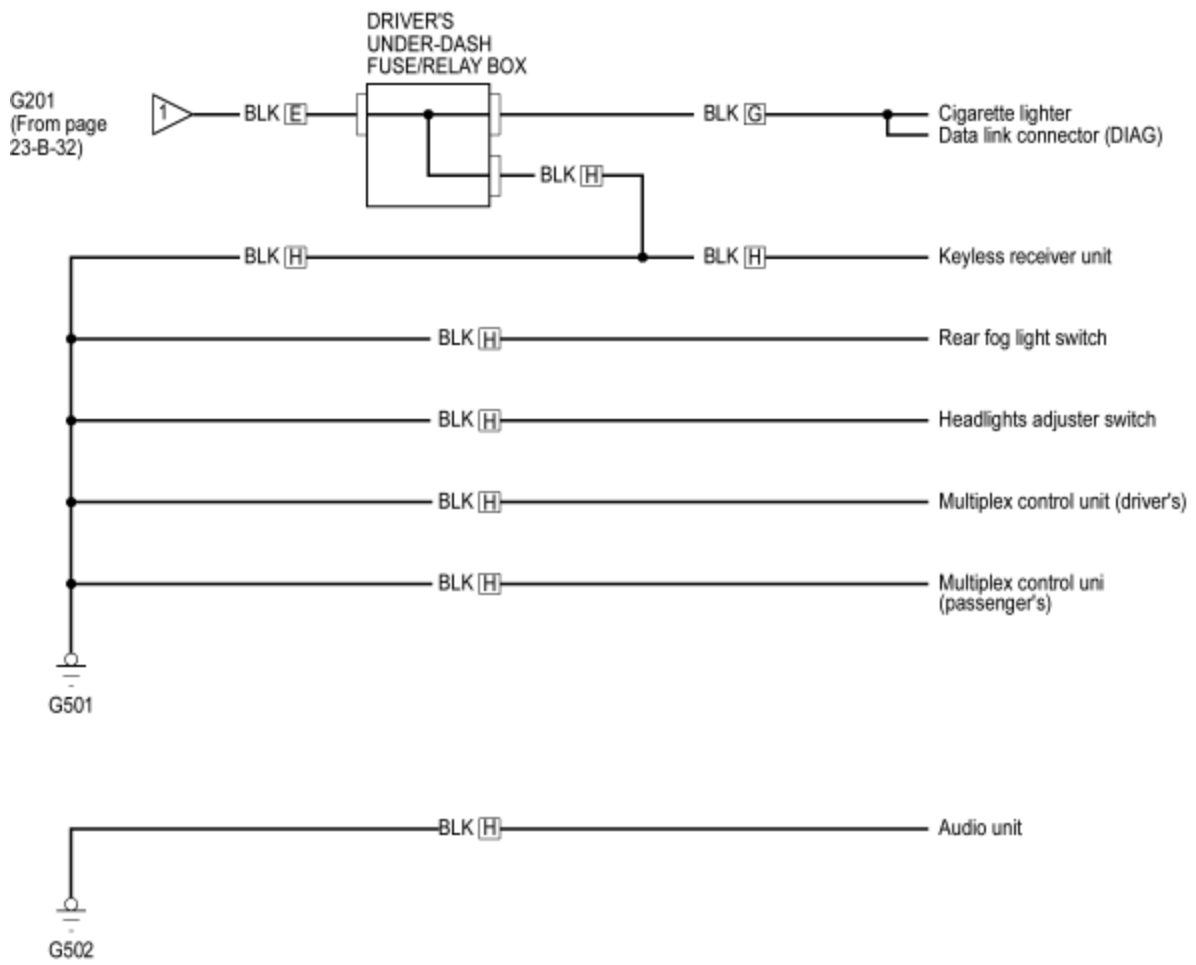 DRIVER'S
UNDER-DASH
FUSE/RELAY BOX
G201
(From page
23-B-32)
1
BLK E
BLK G
Cigarette lighter
Data link connector (DIAG)
BLK H
BLK H
BLK H
Keyless receiver unit
BLK H
Rear fog light switch
BLK H
Headlights adjuster switch
BLK H
Multiplex control unit (driver's)
BLK H
Multiplex control uni
(passenger's)
G501
BLK H
Audio unit
G502